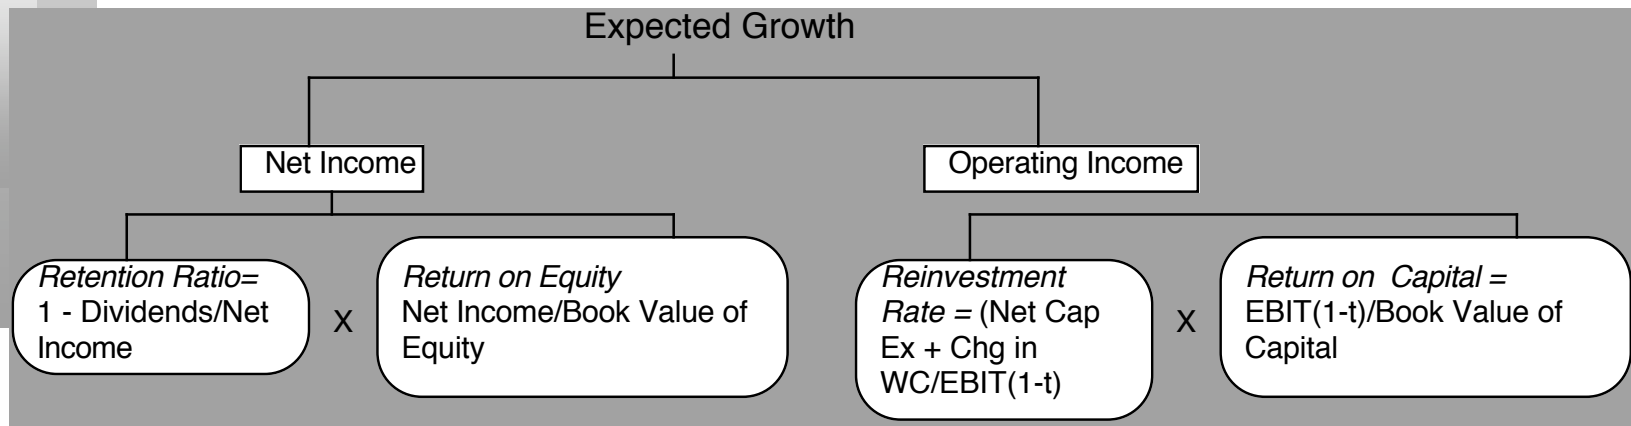 Expected Growth
Net Income
Operating Income
Retention Ratio=
1 - Dividends/Net
Income
X
Return on Equity
Net Income/Book Value of
Equity
Reinvestment
Rate = (Net Cap
Ex + Chg in
WC/EBIT(1-t)
X
Return on Capital =
EBIT(1-t)/Book Value of
Capital